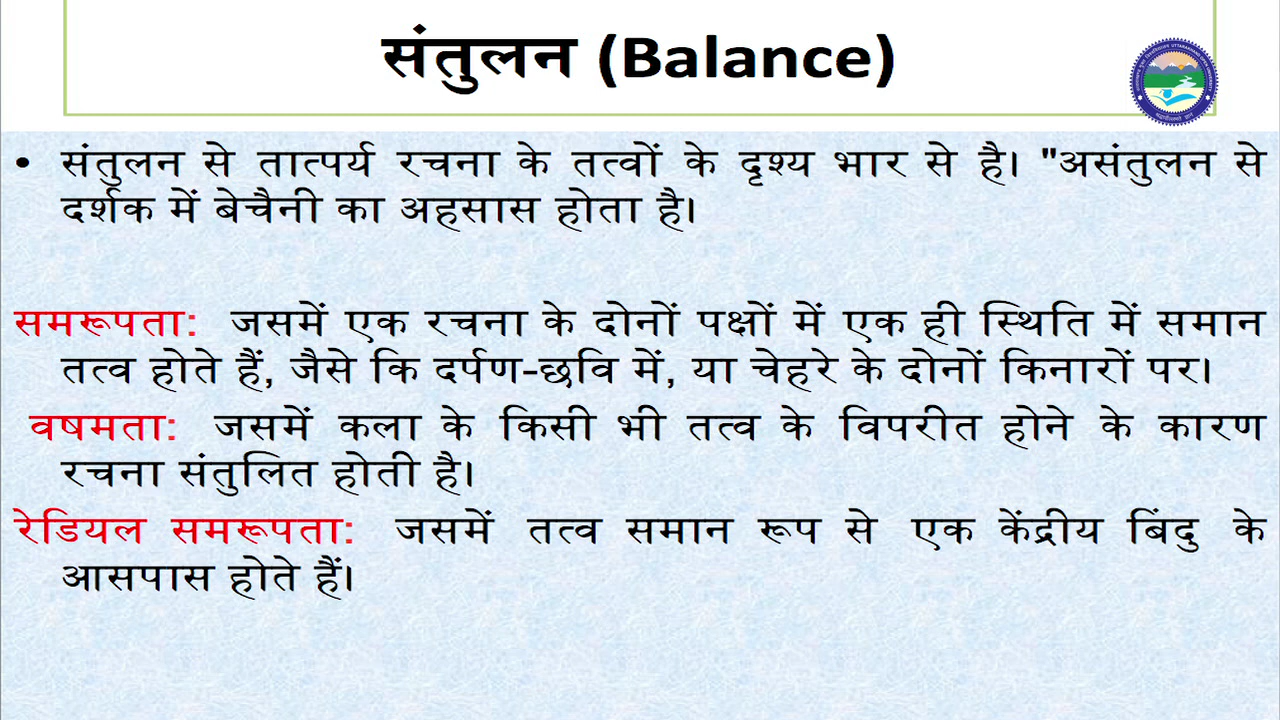 संतुलन (Balance)
• संतुलन से तात्पर्य रचना के तत्वों के दृश्य भार से है। "असंतुलन से
दर्शक में बेचैनी का अहसास होता है।
समरूपता: जसमें एक रचना के दोनों पक्षों में एक ही स्थिति में समान
तत्व होते हैं, जैसे कि दर्पण-छवि में, या चेहरे के दोनों किनारों पर।
वषमता: जसमें कला के किसी भी तत्व के विपरीत होने के कारण
रचना संतुलित होती है।
रेडियल समरूपता: जसमें तत्व समान रूप से एक केंद्रीय बिंदु के
आसपास होते हैं।